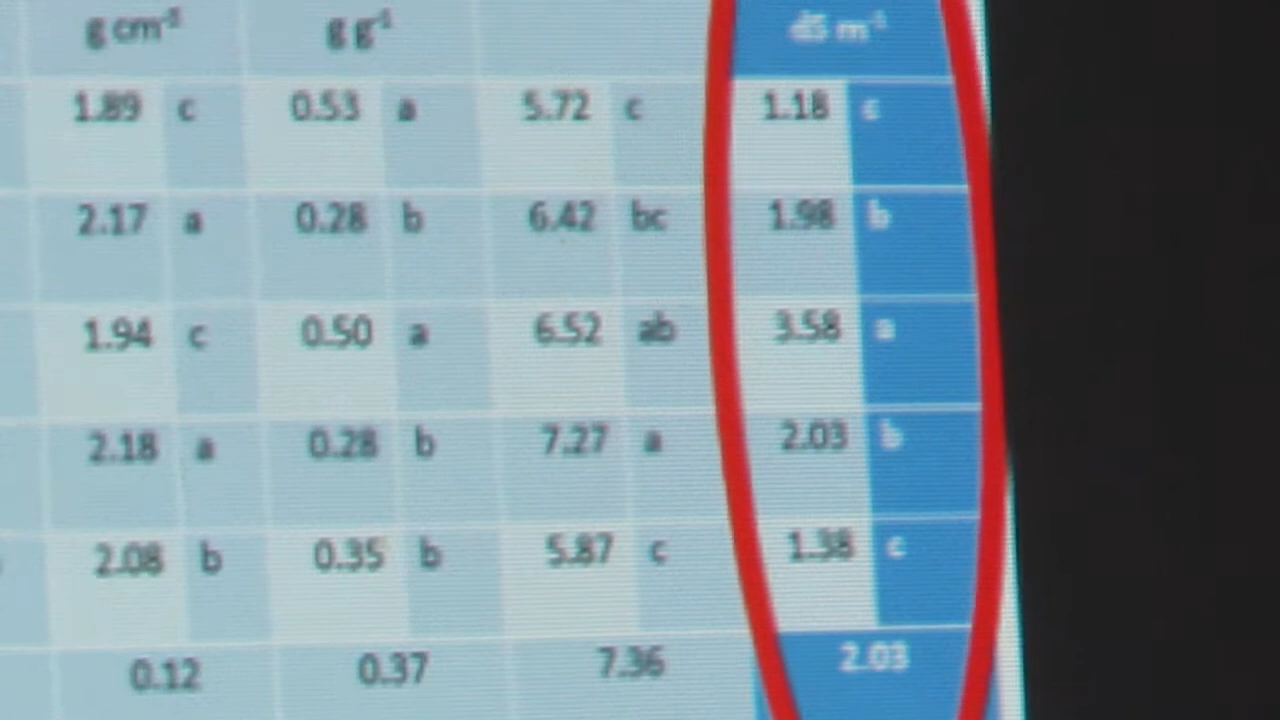 g cm⁻³ g g⁻¹ dS m⁻¹
1.89 c 0.53 a 5.72 c 1.18 c
2.17 a 0.28 b 6.42 bc 1.98 b
1.94 c 0.50 a 6.52 ab 3.58 a
2.18 a 0.28 b 7.27 a 2.03 b
2.08 b 0.35 b 5.87 c 1.38 c
0.12 0.37 7.36 2.03